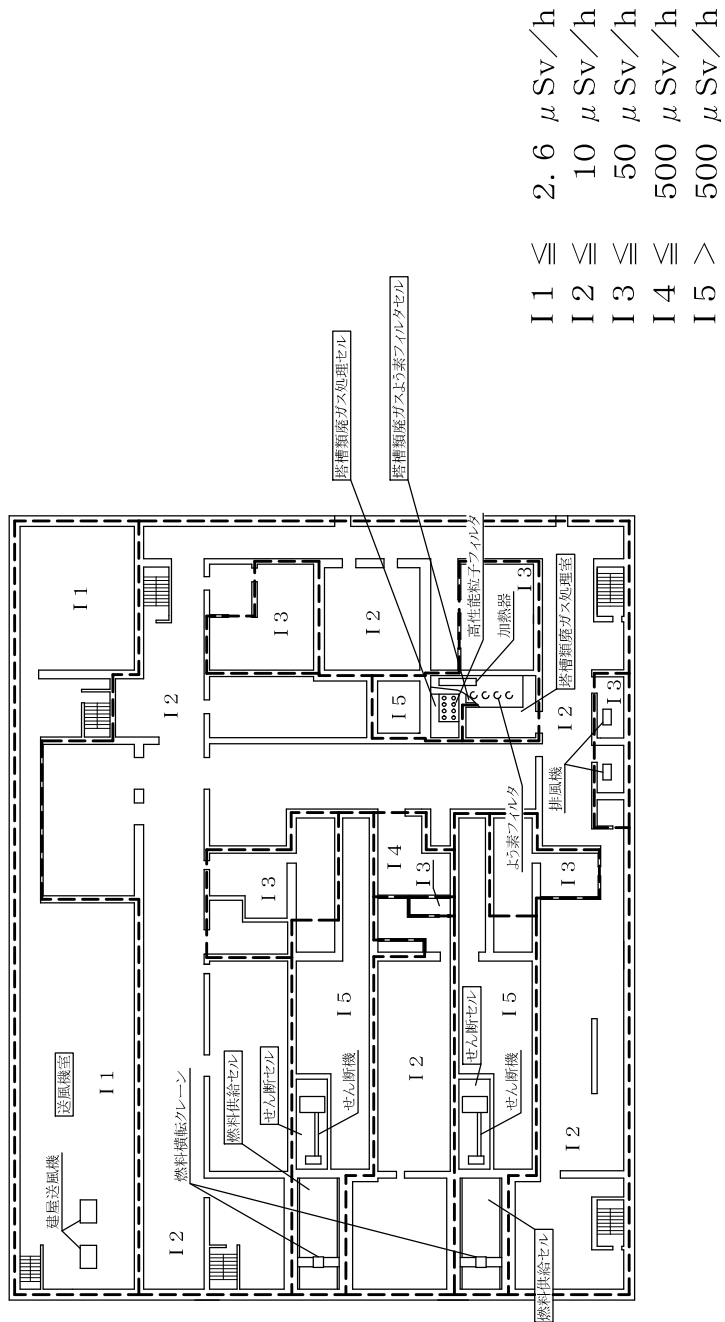 建屋送風機
送風機室
I1
I1
I2
I2
燃料横転クレーン
燃料供給セル
せん断セル
せん断機
I5
I3
I3
I2
I5
塔槽類廃ガス処理セル
塔槽類廃ガスよう素フィルタセル
高性能粒子フィルタ
加熱器
I3
塔槽類廃ガス処理室
よう素フィルタ
I4
I3
I2
せん断セル
せん断機
I5
燃料供給セル
I3
I2
I2
排風機
I3
I1 ≦ 2.6 μSv/h
I2 ≦ 10 μSv/h
I3 ≦ 50 μSv/h
I4 ≦ 500 μSv/h
I5 > 500 μSv/h